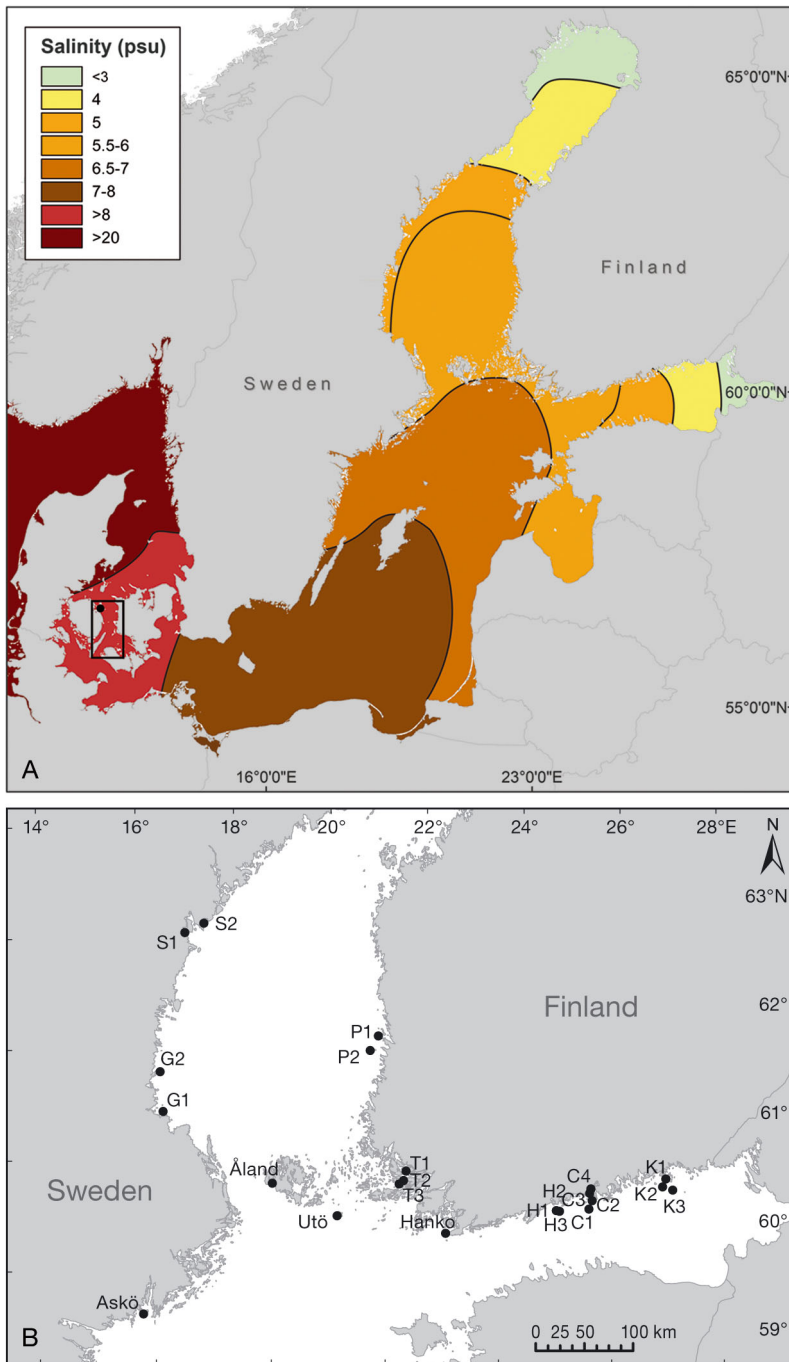 Salinity (psu)
<3
4
5
5.5-6
6.5-7
7-8
>8
>20
65°0'0"N
Finland
Sweden
60°0'0"N
55°0'0"N
A
16°0'0"E
23°0'0"E
14°
16°
18°
20°
22°
24°
26°
28°
N
63°N
S2
S1
62°
Finland
P1
P2
G2
G1
61°
T1
Åland
T2
T3
C4
K1
H2
C3
C2
K2
K3
Sweden
Utö
Hanko
H1
C1
H3
60°
Askö
0 25 50 100 km
59°
B